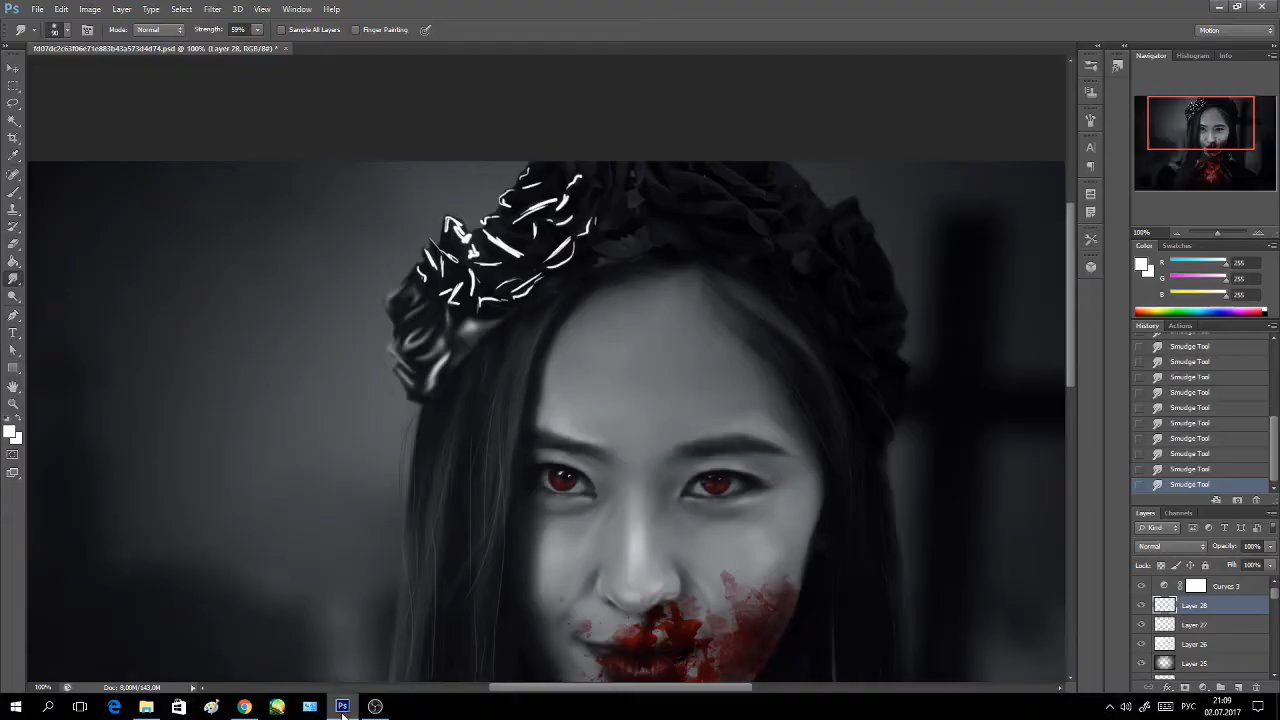 Ps File Edit Image Layer Type Select Filter 3D View Window Help
90 Mode: Normal Strength: 59% Sample All Layers Finger Painting Motion
fd07dc2c63f06e71e883b43a573d4d74.psd @ 100% (Layer 28, RGB/8#) *
Navigator Histogram Info
100%
Color Swatches
R 255
G 255
B 255
History Actions
Smudge Tool
Smudge Tool
Smudge Tool
Smudge Tool
Smudge Tool
Smudge Tool
Smudge Tool
Smudge Tool
Smudge Tool
Smudge Tool
Layers Channels
Kind
Normal Opacity: 100%
Lock: Fill: 100%
Curves 3
Layer 28
Layer 27
Layer 26
Layer 25
100% Doc: 8,00M/143,0M
Ps РУС 21:09
02.07.2017